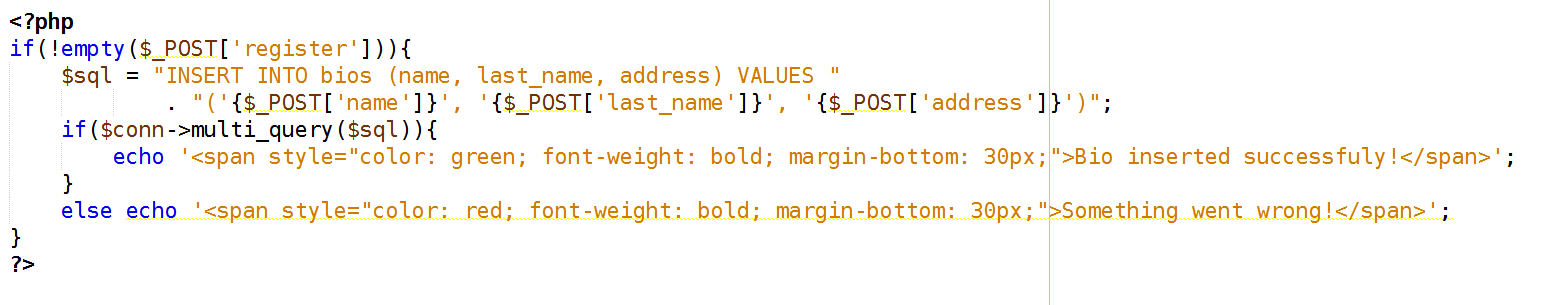 <?php
if(!empty($_POST['register'])){
    $sql = "INSERT INTO bios (name, last_name, address) VALUES "
            . "('{$_POST['name']}', '{$_POST['last_name']}', '{$_POST['address']}')";
    if($conn->multi_query($sql)){
        echo '<span style="color: green; font-weight: bold; margin-bottom: 30px;">Bio inserted successfuly!</span>';
    }
    else echo '<span style="color: red; font-weight: bold; margin-bottom: 30px;">Something went wrong!</span>';
}
?>